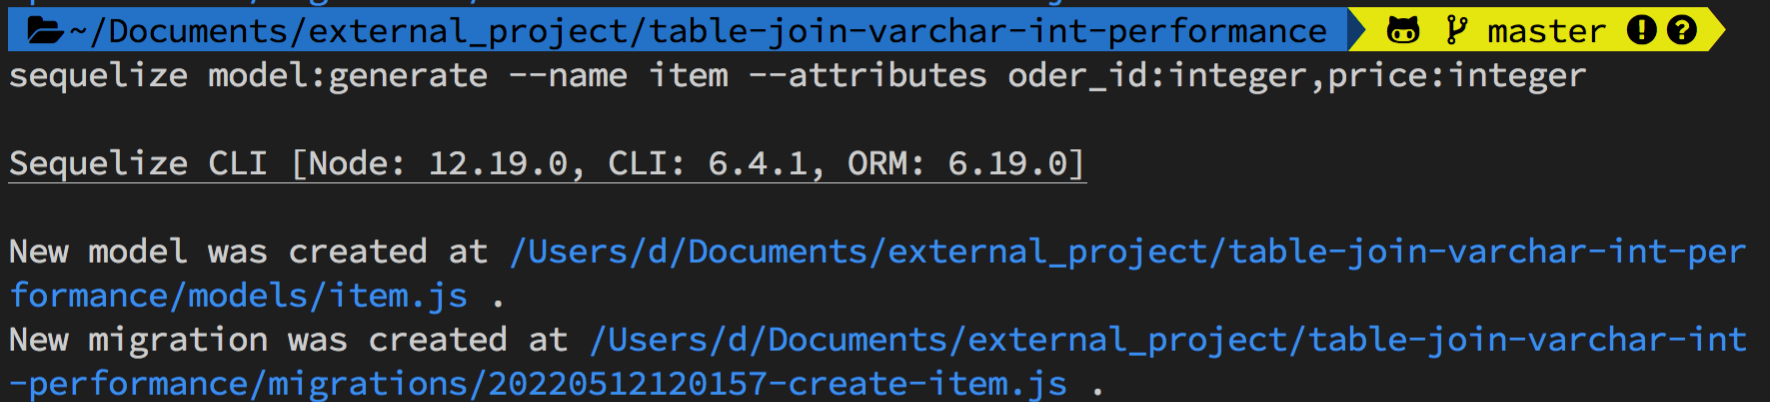 ~/Documents/external_project/table-join-varchar-int-performance master
sequelize model:generate --name item --attributes oder_id:integer,price:integer
Sequelize CLI [Node: 12.19.0, CLI: 6.4.1, ORM: 6.19.0]
New model was created at /Users/d/Documents/external_project/table-join-varchar-int-per
formance/models/item.js .
New migration was created at /Users/d/Documents/external_project/table-join-varchar-int
-performance/migrations/20220512120157-create-item.js .